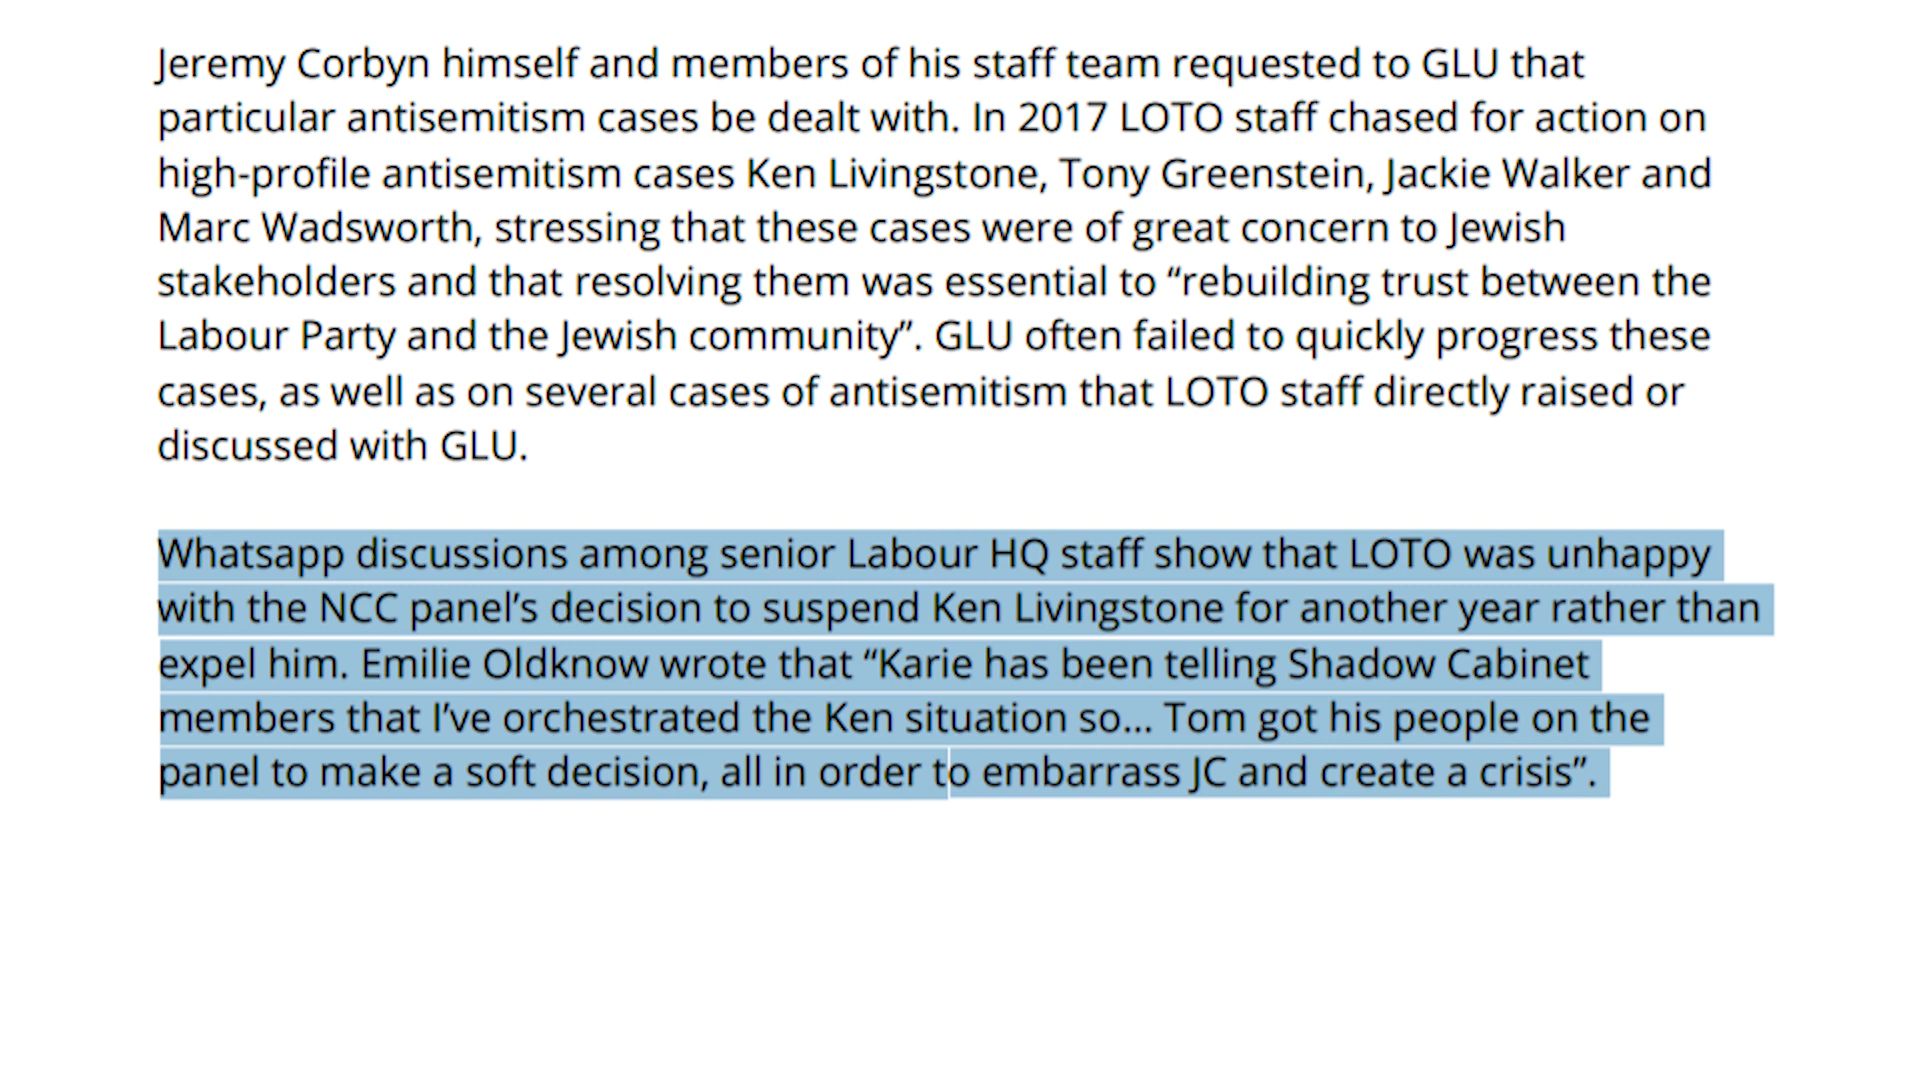 Jeremy Corbyn himself and members of his staff team requested to GLU that
particular antisemitism cases be dealt with. In 2017 LOTO staff chased for action on
high-profile antisemitism cases Ken Livingstone, Tony Greenstein, Jackie Walker and
Marc Wadsworth, stressing that these cases were of great concern to Jewish
stakeholders and that resolving them was essential to “rebuilding trust between the
Labour Party and the Jewish community”. GLU often failed to quickly progress these
cases, as well as on several cases of antisemitism that LOTO staff directly raised or
discussed with GLU.
Whatsapp discussions among senior Labour HQ staff show that LOTO was unhappy
with the NCC panel’s decision to suspend Ken Livingstone for another year rather than
expel him. Emilie Oldknow wrote that “Karie has been telling Shadow Cabinet
members that I’ve orchestrated the Ken situation so... Tom got his people on the
panel to make a soft decision, all in order to embarrass JC and create a crisis”.